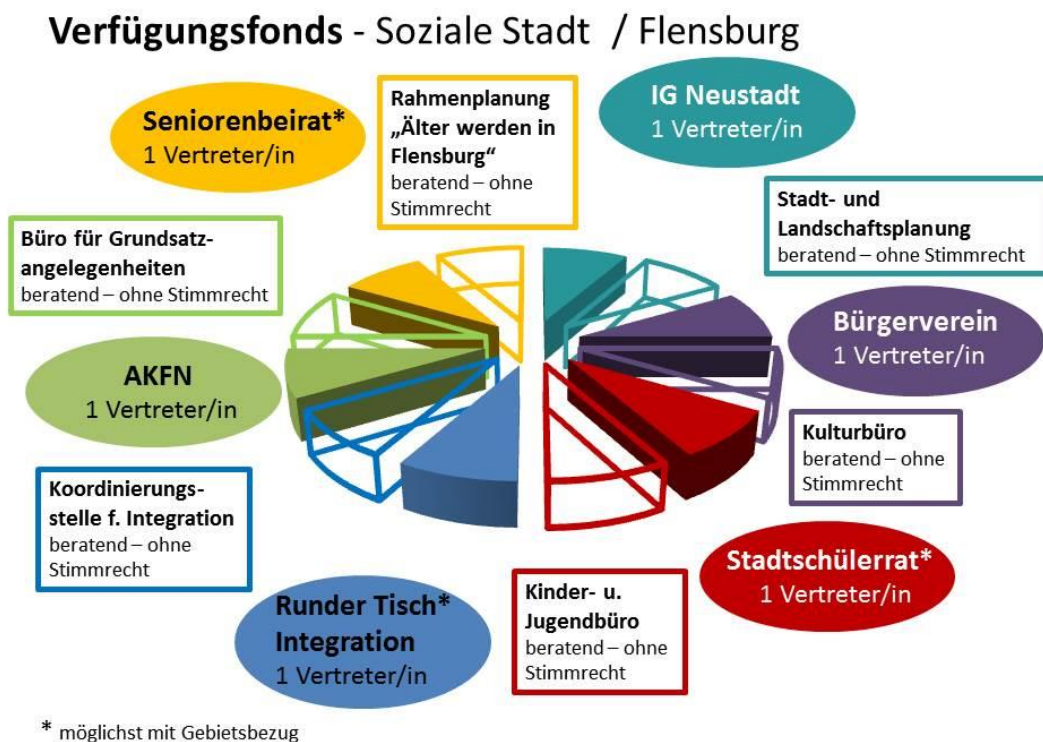 Verfügungsfonds - Soziale Stadt / Flensburg
Seniorenbeirat*
1 Vertreter/in
Rahmenplanung
„Älter werden in
Flensburg“
beratend – ohne
Stimmrecht
IG Neustadt
1 Vertreter/in
Büro für Grundsatz-
angelegenheiten
beratend – ohne Stimmrecht
Stadt- und
Landschaftsplanung
beratend – ohne Stimmrecht
AKFN
1 Vertreter/in
Bürgerverein
1 Vertreter/in
Koordinierungs-
stelle f. Integration
beratend – ohne
Stimmrecht
Kulturbüro
beratend – ohne
Stimmrecht
Runder Tisch*
Integration
1 Vertreter/in
Kinder- u.
Jugendbüro
beratend – ohne
Stimmrecht
Stadtschülerrat*
1 Vertreter/in
* möglichst mit Gebietsbezug